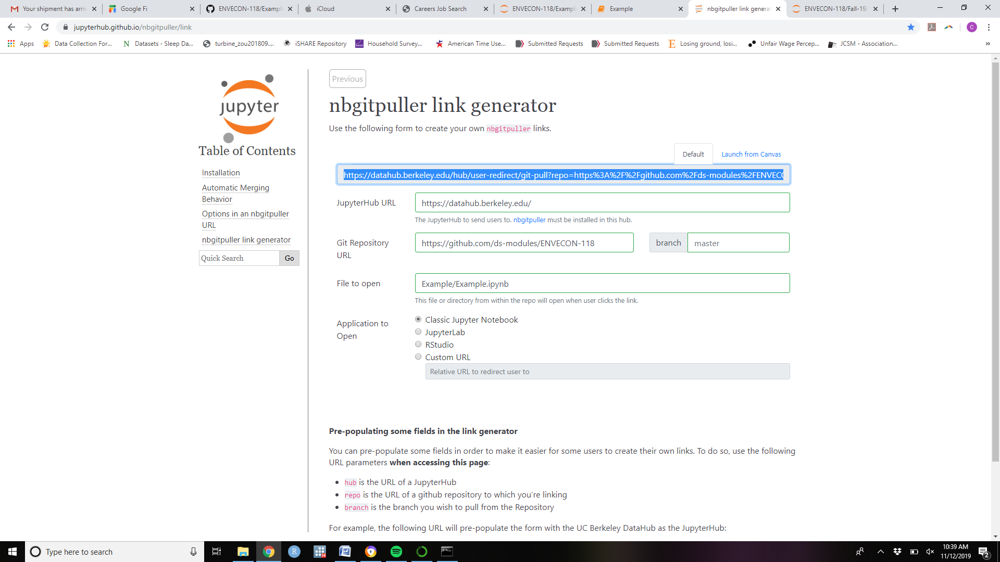 Your shipment has arriv
Google Fi
ENVECON-118/Example
iCloud
Careers Job Search
ENVECON-118/Example
Example
nbgitpuller link generat
ENVECON-118/Fall-19/
jupyterhub.github.io/nbgitpuller/link
C
Apps
Data Collection For...
N Datasets - Sleep Da...
turbine_zou201809....
iSHARE Repository
RAND Household Survey...
American Time Use...
Submitted Requests
Submitted Requests
E Losing ground, losi...
Unfair Wage Percep...
JCSM - Association...
»
jupyter
Table of Contents
Installation
Automatic Merging
Behavior
Options in an nbgitpuller
URL
nbgitpuller link generator
Quick Search
Go
Previous
nbgitpuller link generator
Use the following form to create your own nbgitpuller links.
Default
Launch from Canvas
https://datahub.berkeley.edu/hub/user-redirect/git-pull?repo=https%3A%2F%2Fgithub.com%2Fds-modules%2FENVECO
JupyterHub URL
https://datahub.berkeley.edu/
The JupyterHub to send users to. nbgitpuller must be installed in this hub.
Git Repository
URL
https://github.com/ds-modules/ENVECON-118
branch
master
File to open
Example/Example.ipynb
This file or directory from within the repo will open when user clicks the link.
Application to
Open
Classic Jupyter Notebook
JupyterLab
RStudio
Custom URL
Relative URL to redirect user to
Pre-populating some fields in the link generator
You can pre-populate some fields in order to make it easier for some users to create their own links. To do so, use the following
URL parameters when accessing this page:
• hub is the URL of a JupyterHub
• repo is the URL of a github repository to which you're linking
• branch is the branch you wish to pull from the Repository
For example, the following URL will pre-populate the form with the UC Berkeley DataHub as the JupyterHub:
Type here to search
R
14
W
10:39 AM
11/12/2019
2